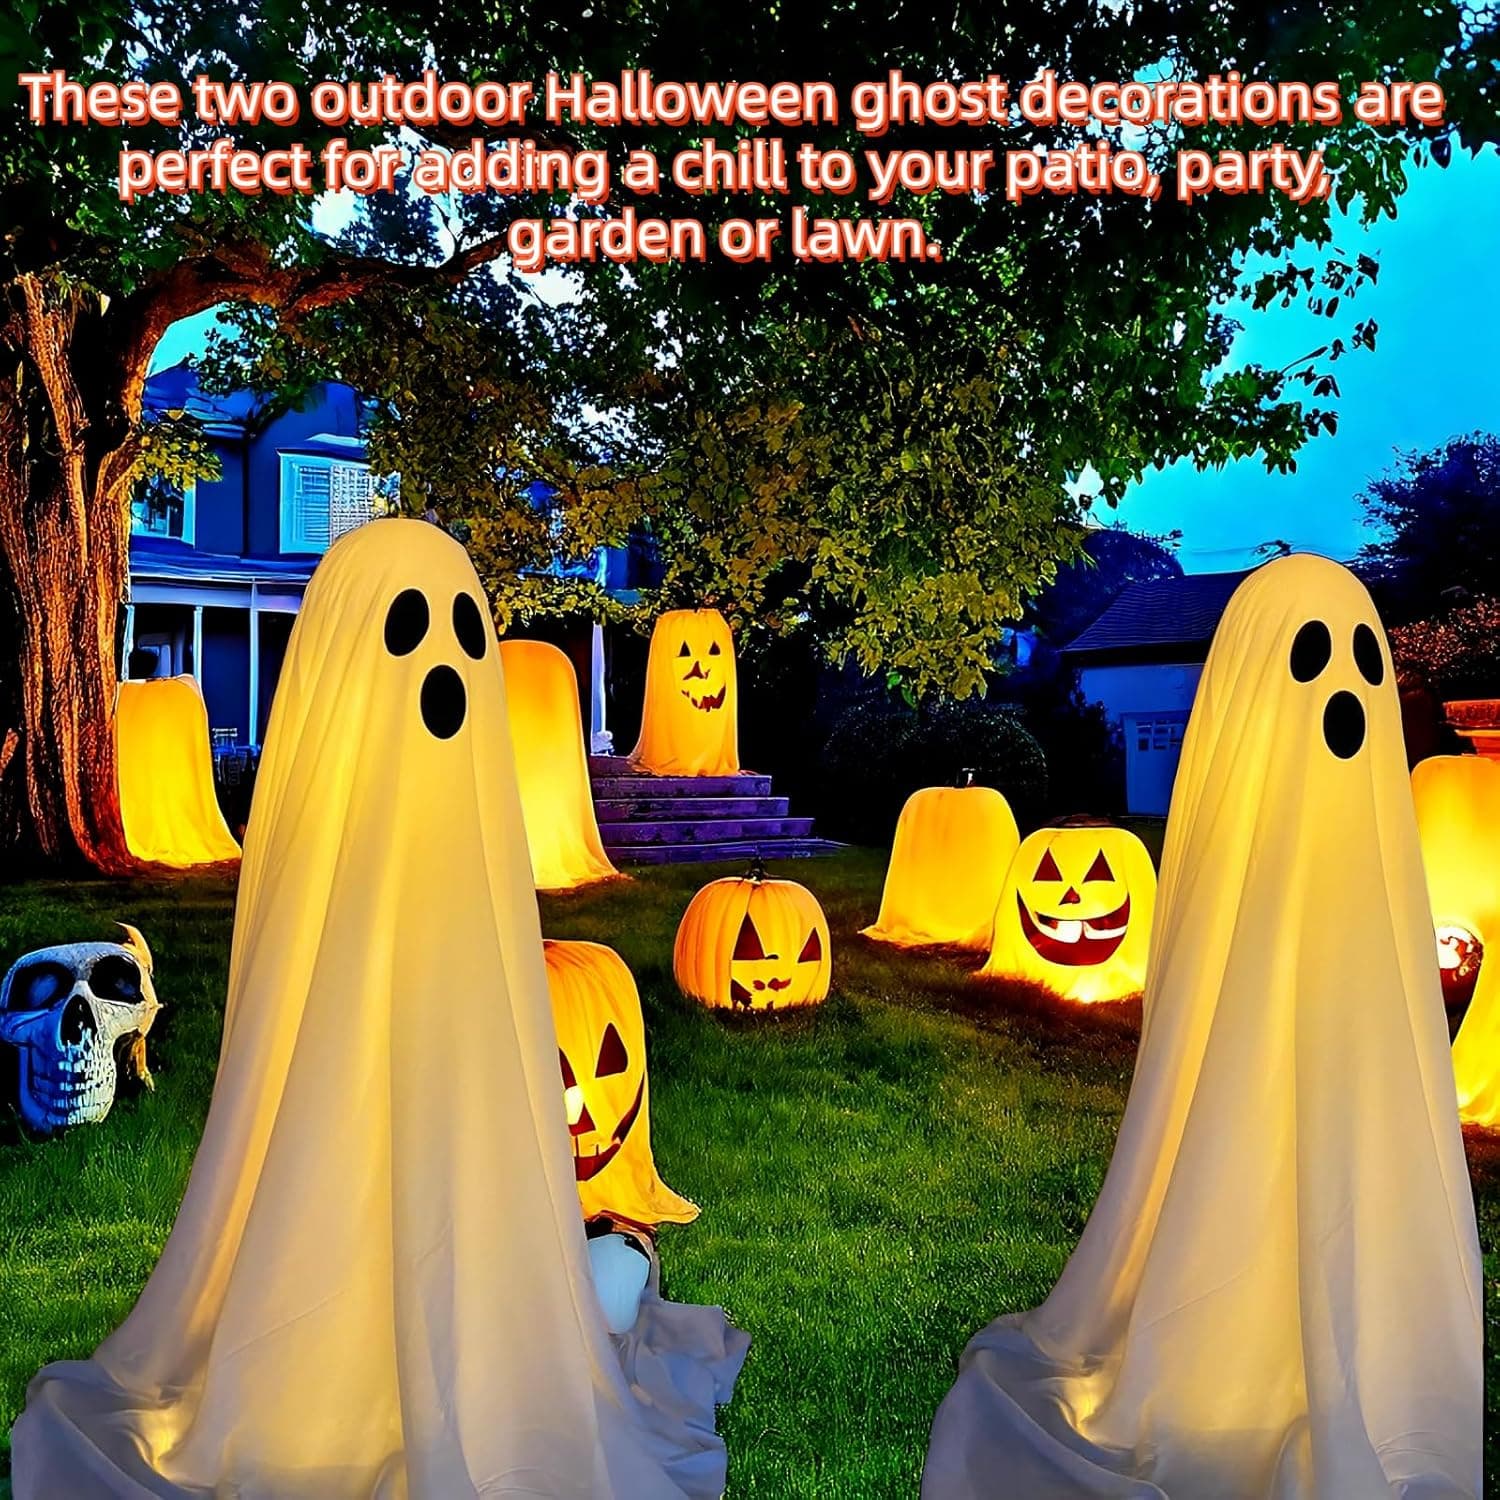 These two outdoor Halloween ghost decorations are
perfect for adding a chill to your patio, party,
garden or lawn.